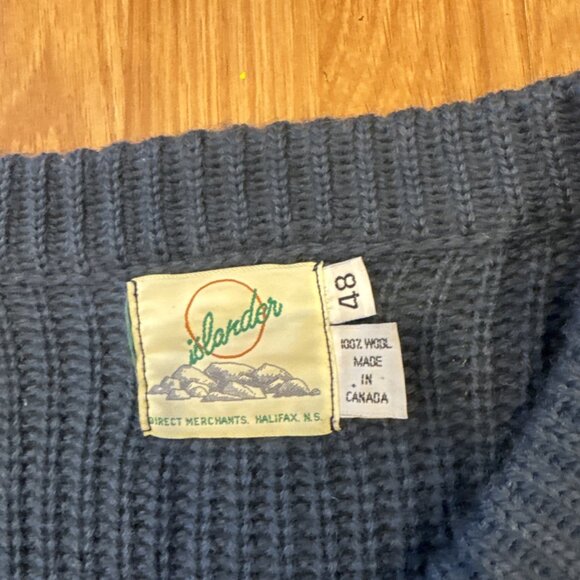 islander
DIRECT MERCHANTS. HALIFAX. N.S.
48
100% WOOL
MADE
IN
CANADA